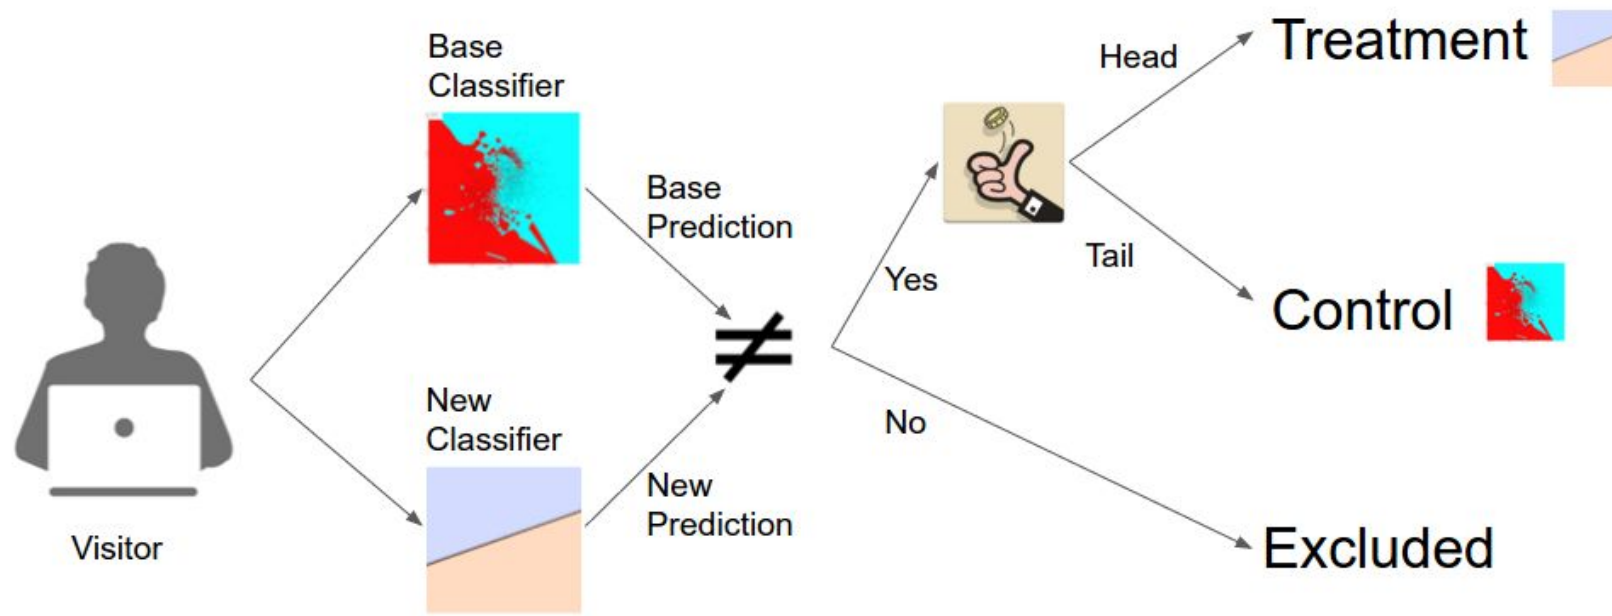 Base
Classifier
Head
Treatment
Base
Prediction
Yes
Tail
Control
New
Classifier
No
New
Prediction
Visitor
Excluded